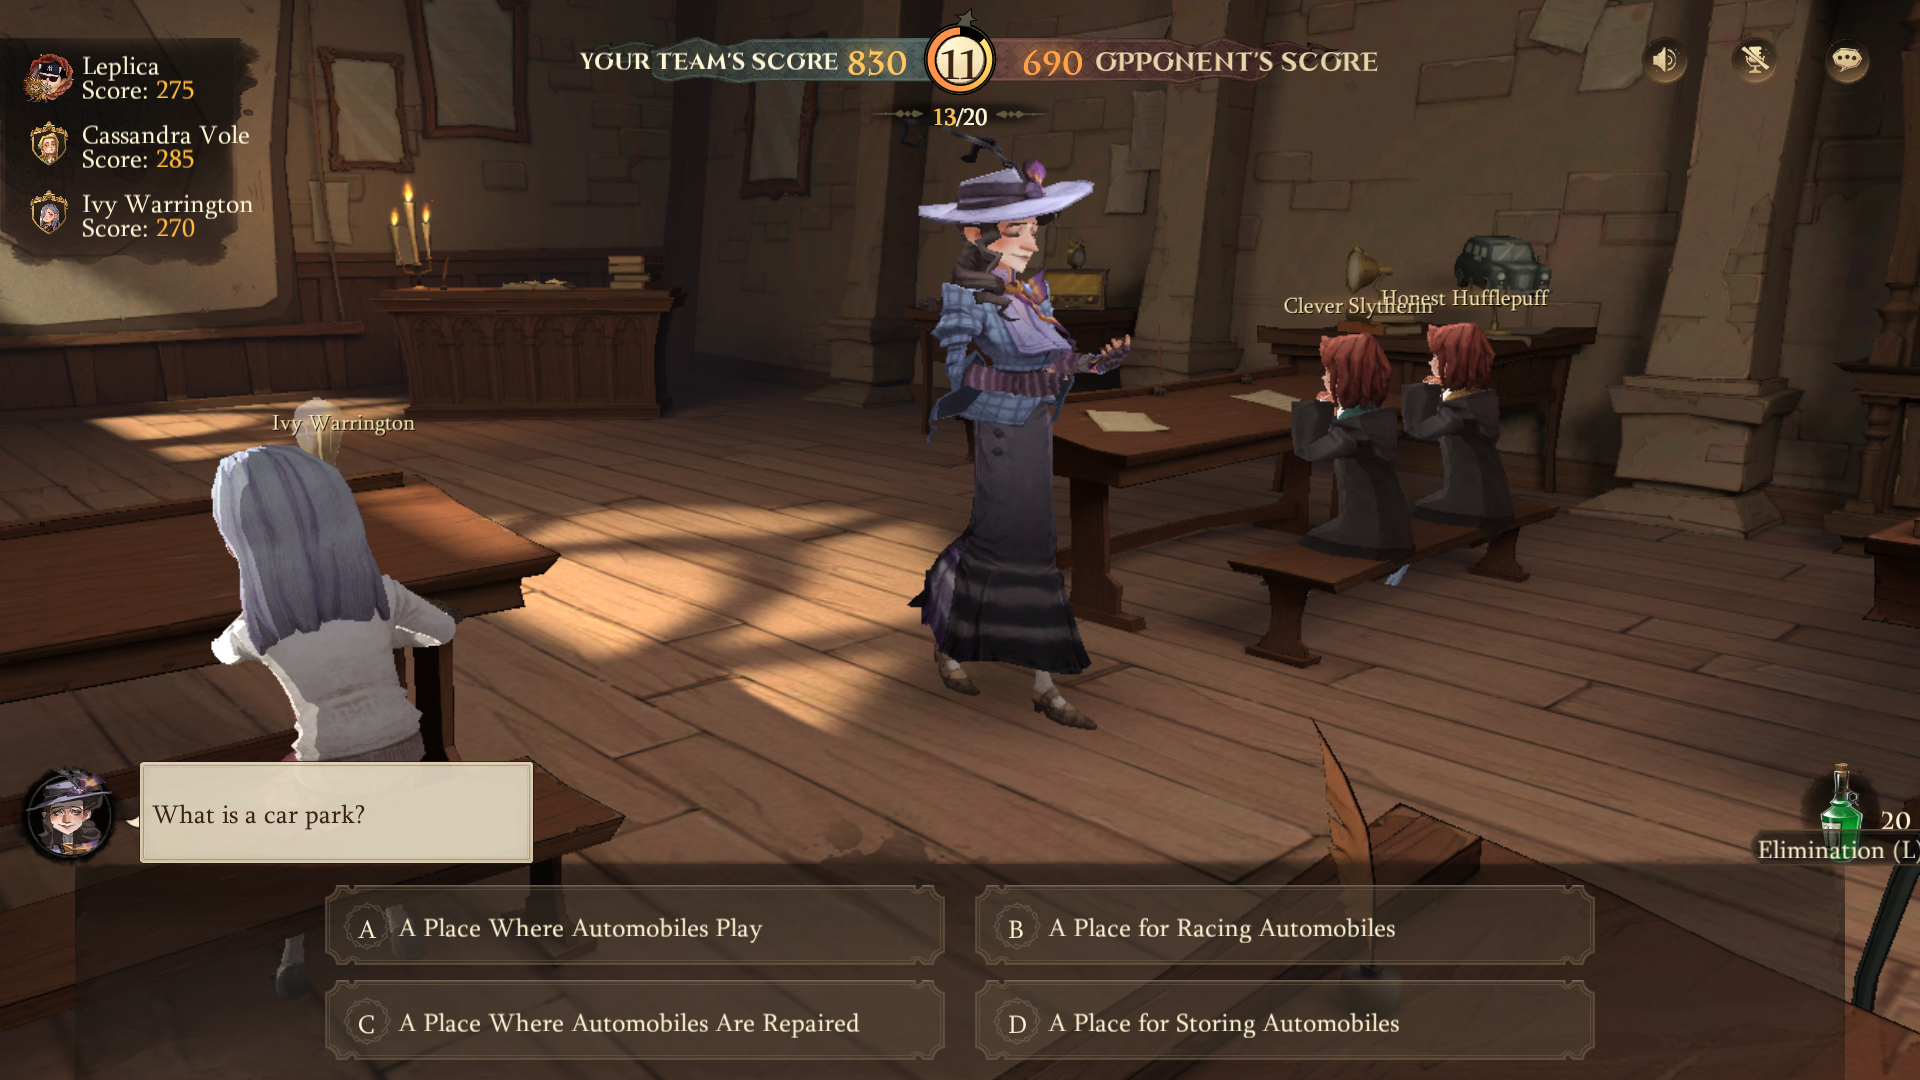 Leplica
Score: 275
Cassandra Vole
Score: 285
Ivy Warrington
Score: 270
YOUR TEAM'S SCORE 830
11
690 OPPONENT'S SCORE
13/20
Clever Slytherin
Honest Hufflepuff
Ivy Warrington
What is a car park?
20
Elimination (L)
A A Place Where Automobiles Play
B A Place for Racing Automobiles
C A Place Where Automobiles Are Repaired
D A Place for Storing Automobiles